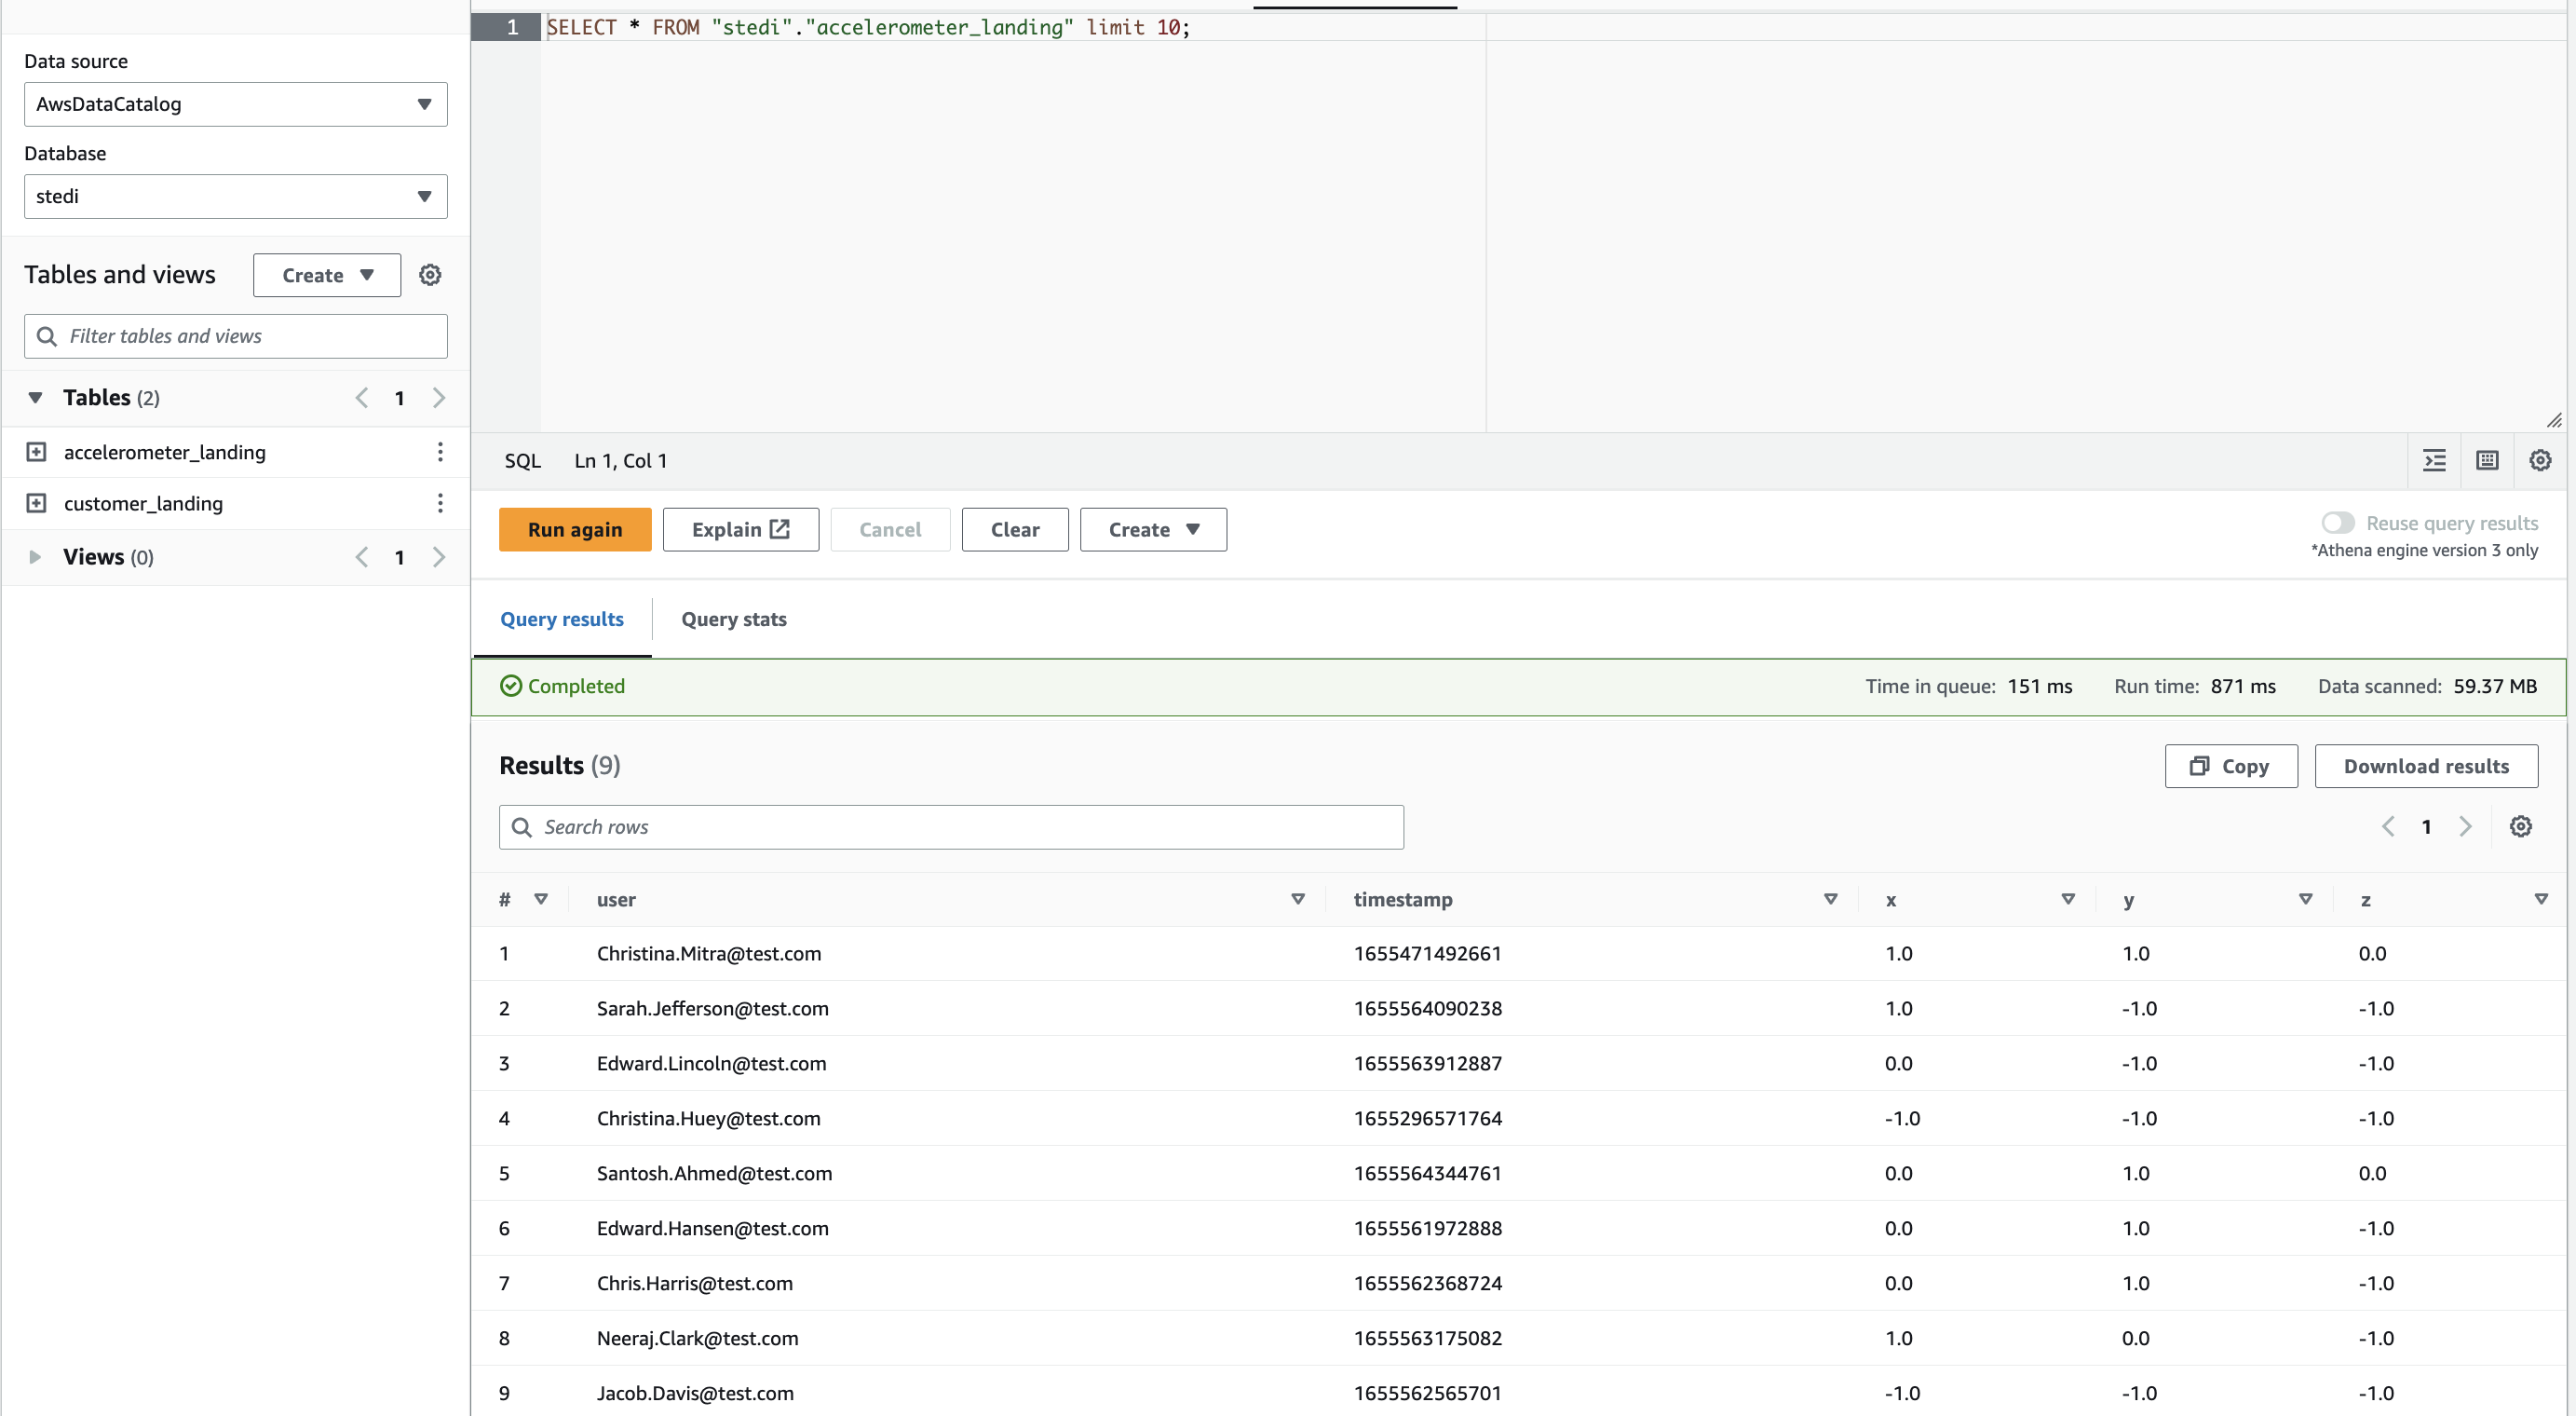 Data source
AwsDataCatalog
Database
stedi
Tables and views
Create
Filter tables and views
Tables (2)
1
accelerometer_landing
customer_landing
Views (0)
1
1 SELECT * FROM "stedi"."accelerometer_landing" limit 10;
SQL Ln 1, Col 1
Run again Explain Cancel Clear Create
Reuse query results
*Athena engine version 3 only
Query results Query stats
Completed Time in queue: 151 ms Run time: 871 ms Data scanned: 59.37 MB
Results (9) Copy Download results
Search rows 1
# user timestamp x y z
1 Christina.Mitra@test.com 1655471492661 1.0 1.0 0.0
2 Sarah.Jefferson@test.com 1655564090238 1.0 -1.0 -1.0
3 Edward.Lincoln@test.com 1655563912887 0.0 -1.0 -1.0
4 Christina.Huey@test.com 1655296571764 -1.0 -1.0 -1.0
5 Santosh.Ahmed@test.com 1655564344761 0.0 1.0 0.0
6 Edward.Hansen@test.com 1655561972888 0.0 1.0 -1.0
7 Chris.Harris@test.com 1655562368724 0.0 1.0 -1.0
8 Neeraj.Clark@test.com 1655563175082 1.0 0.0 -1.0
9 Jacob.Davis@test.com 1655562565701 -1.0 -1.0 -1.0